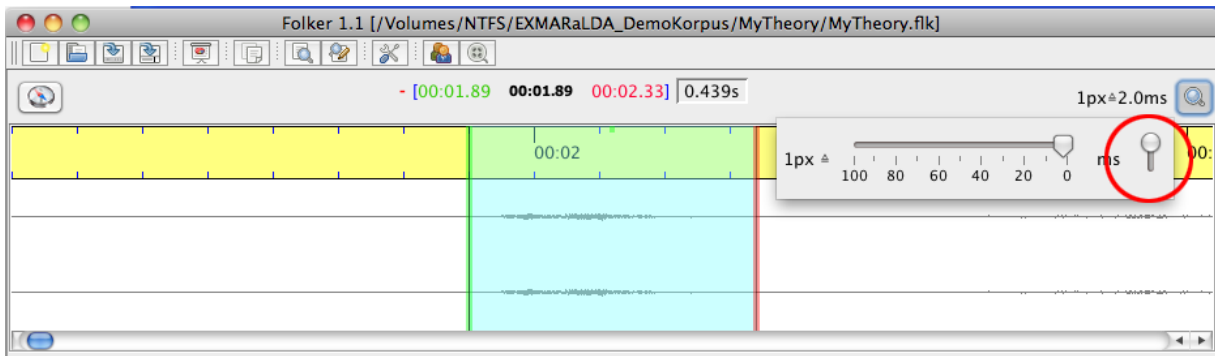 Folker 1.1 [/Volumes/NTFS/EXMARaLDA_DemoKorpus/MyTheory/MyTheory.flk]
- [00:01.89 00:01.89 00:02.33] 0.439s
1px≙2.0ms
00:02
00:
1px ≙ ms
100 80 60 40 20 0